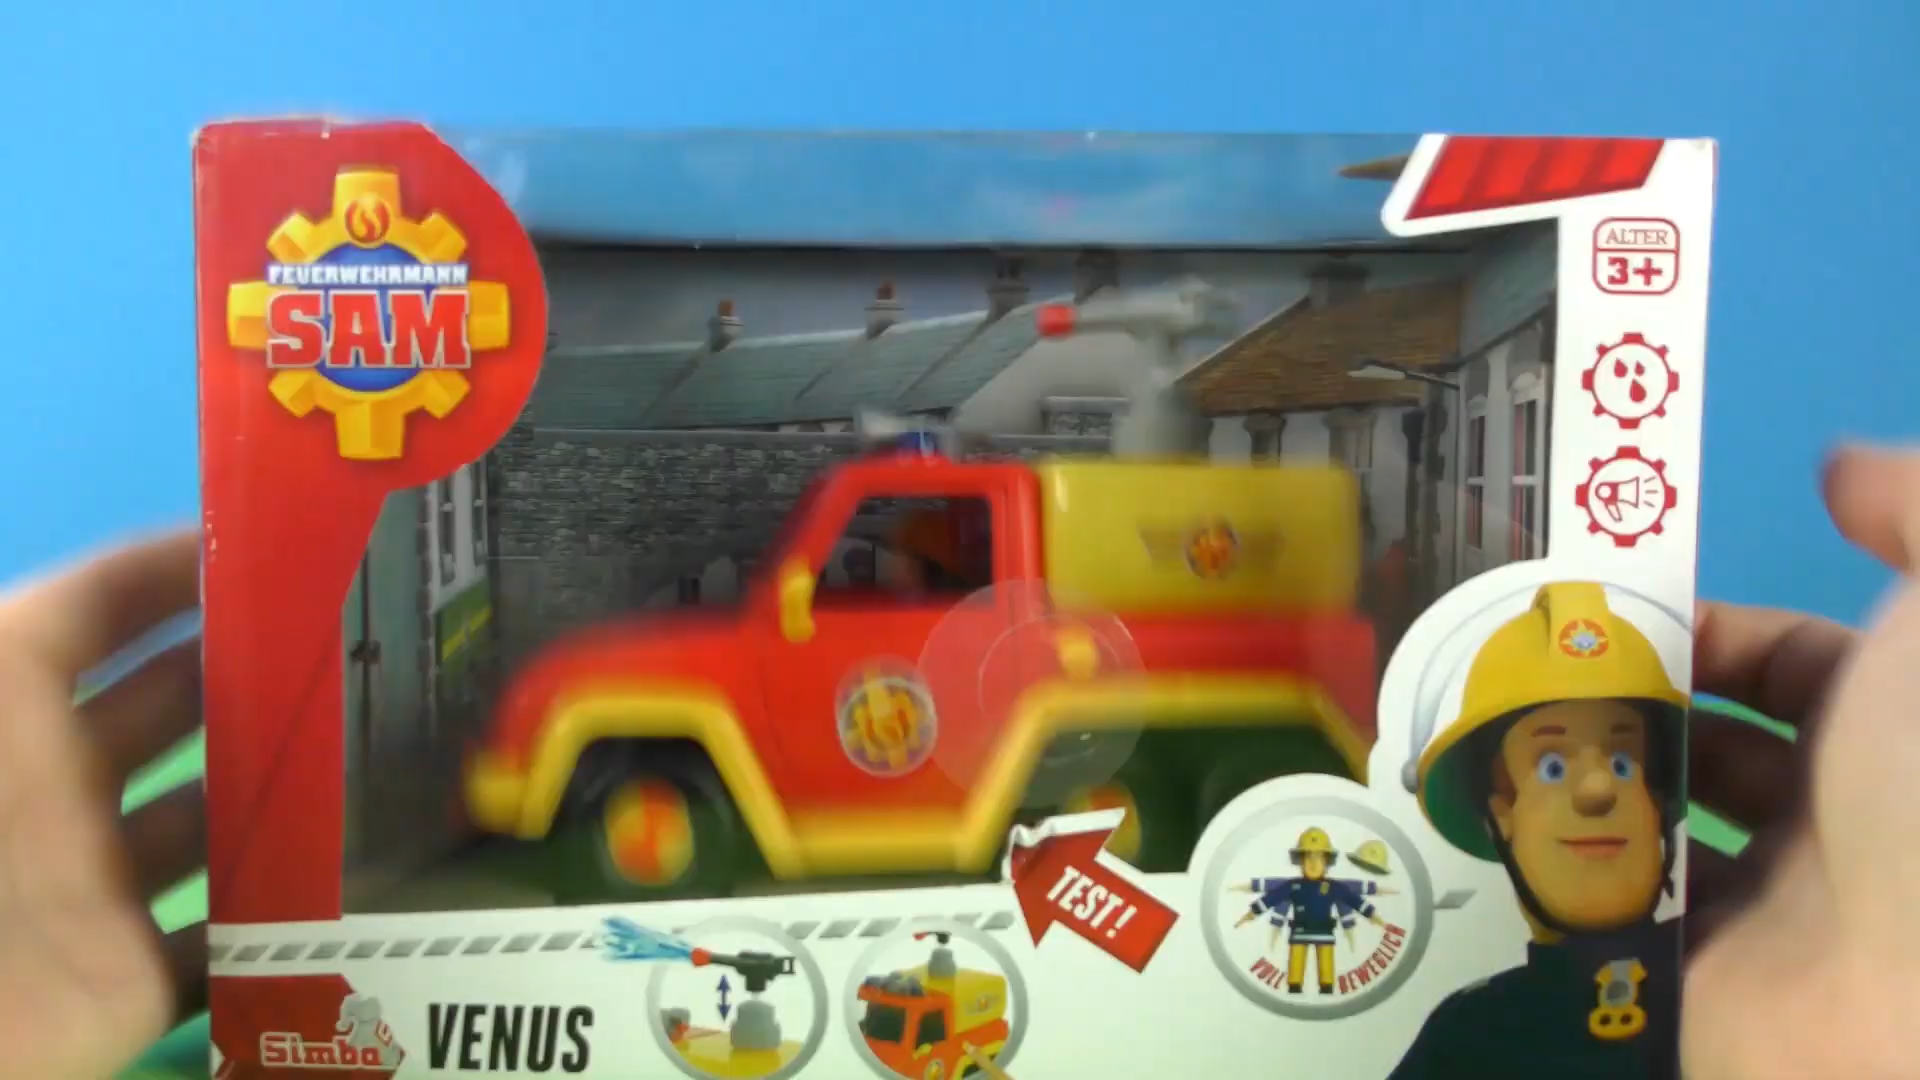 FEUERWEHRMANN
SAM
ALTER
3+
TEST!
VOLL BEWEGLICH
Simba
VENUS